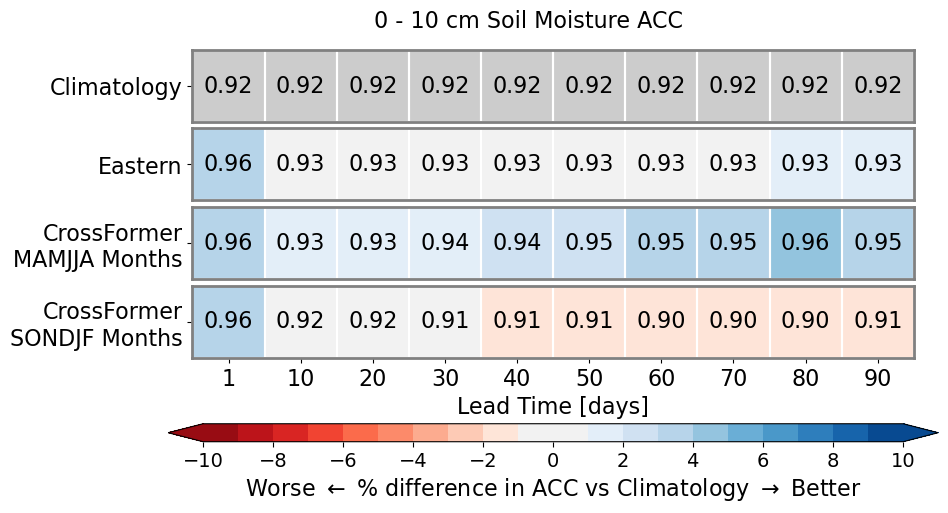 0 - 10 cm Soil Moisture ACC
Climatology 0.92 0.92 0.92 0.92 0.92 0.92 0.92 0.92 0.92 0.92
Eastern 0.96 0.93 0.93 0.93 0.93 0.93 0.93 0.93 0.93 0.93
CrossFormer
MAMJJA Months 0.96 0.93 0.93 0.94 0.94 0.95 0.95 0.95 0.96 0.95
CrossFormer
SONDJF Months 0.96 0.92 0.92 0.91 0.91 0.91 0.90 0.90 0.90 0.91
1 10 20 30 40 50 60 70 80 90
Lead Time [days]
−10 −8 −6 −4 −2 0 2 4 6 8 10
Worse ← % difference in ACC vs Climatology → Better